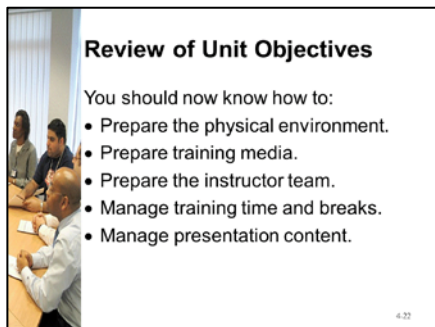 Review of Unit Objectives
You should now know how to:
• Prepare the physical environment.
• Prepare training media.
• Prepare the instructor team.
• Manage training time and breaks.
• Manage presentation content.
4-22